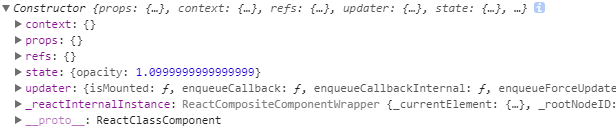 ▼ Constructor {props: {…}, context: {…}, refs: {…}, updater: {…}, state: {…}, …} i
▶ context: {}
▶ props: {}
▶ refs: {}
▶ state: {opacity: 1.0999999999999999}
▶ updater: {isMounted: ƒ, enqueueCallback: ƒ, enqueueCallbackInternal: ƒ, enqueueForceUpdate
▶ _reactInternalInstance: ReactCompositeComponentWrapper {_currentElement: {…}, _rootNodeID:
▶ __proto__: ReactClassComponent